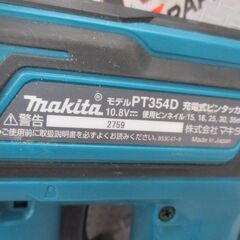 makita モデルPT354D 充電式ピンタッカ
10.8V⎓ 使用ピンネイル:15, 18, 25, 30, 35m
警告 2759 株式会社マキタ
ご使用前に取扱説明書を必ずお読みください 853C47-9 Made in Japan